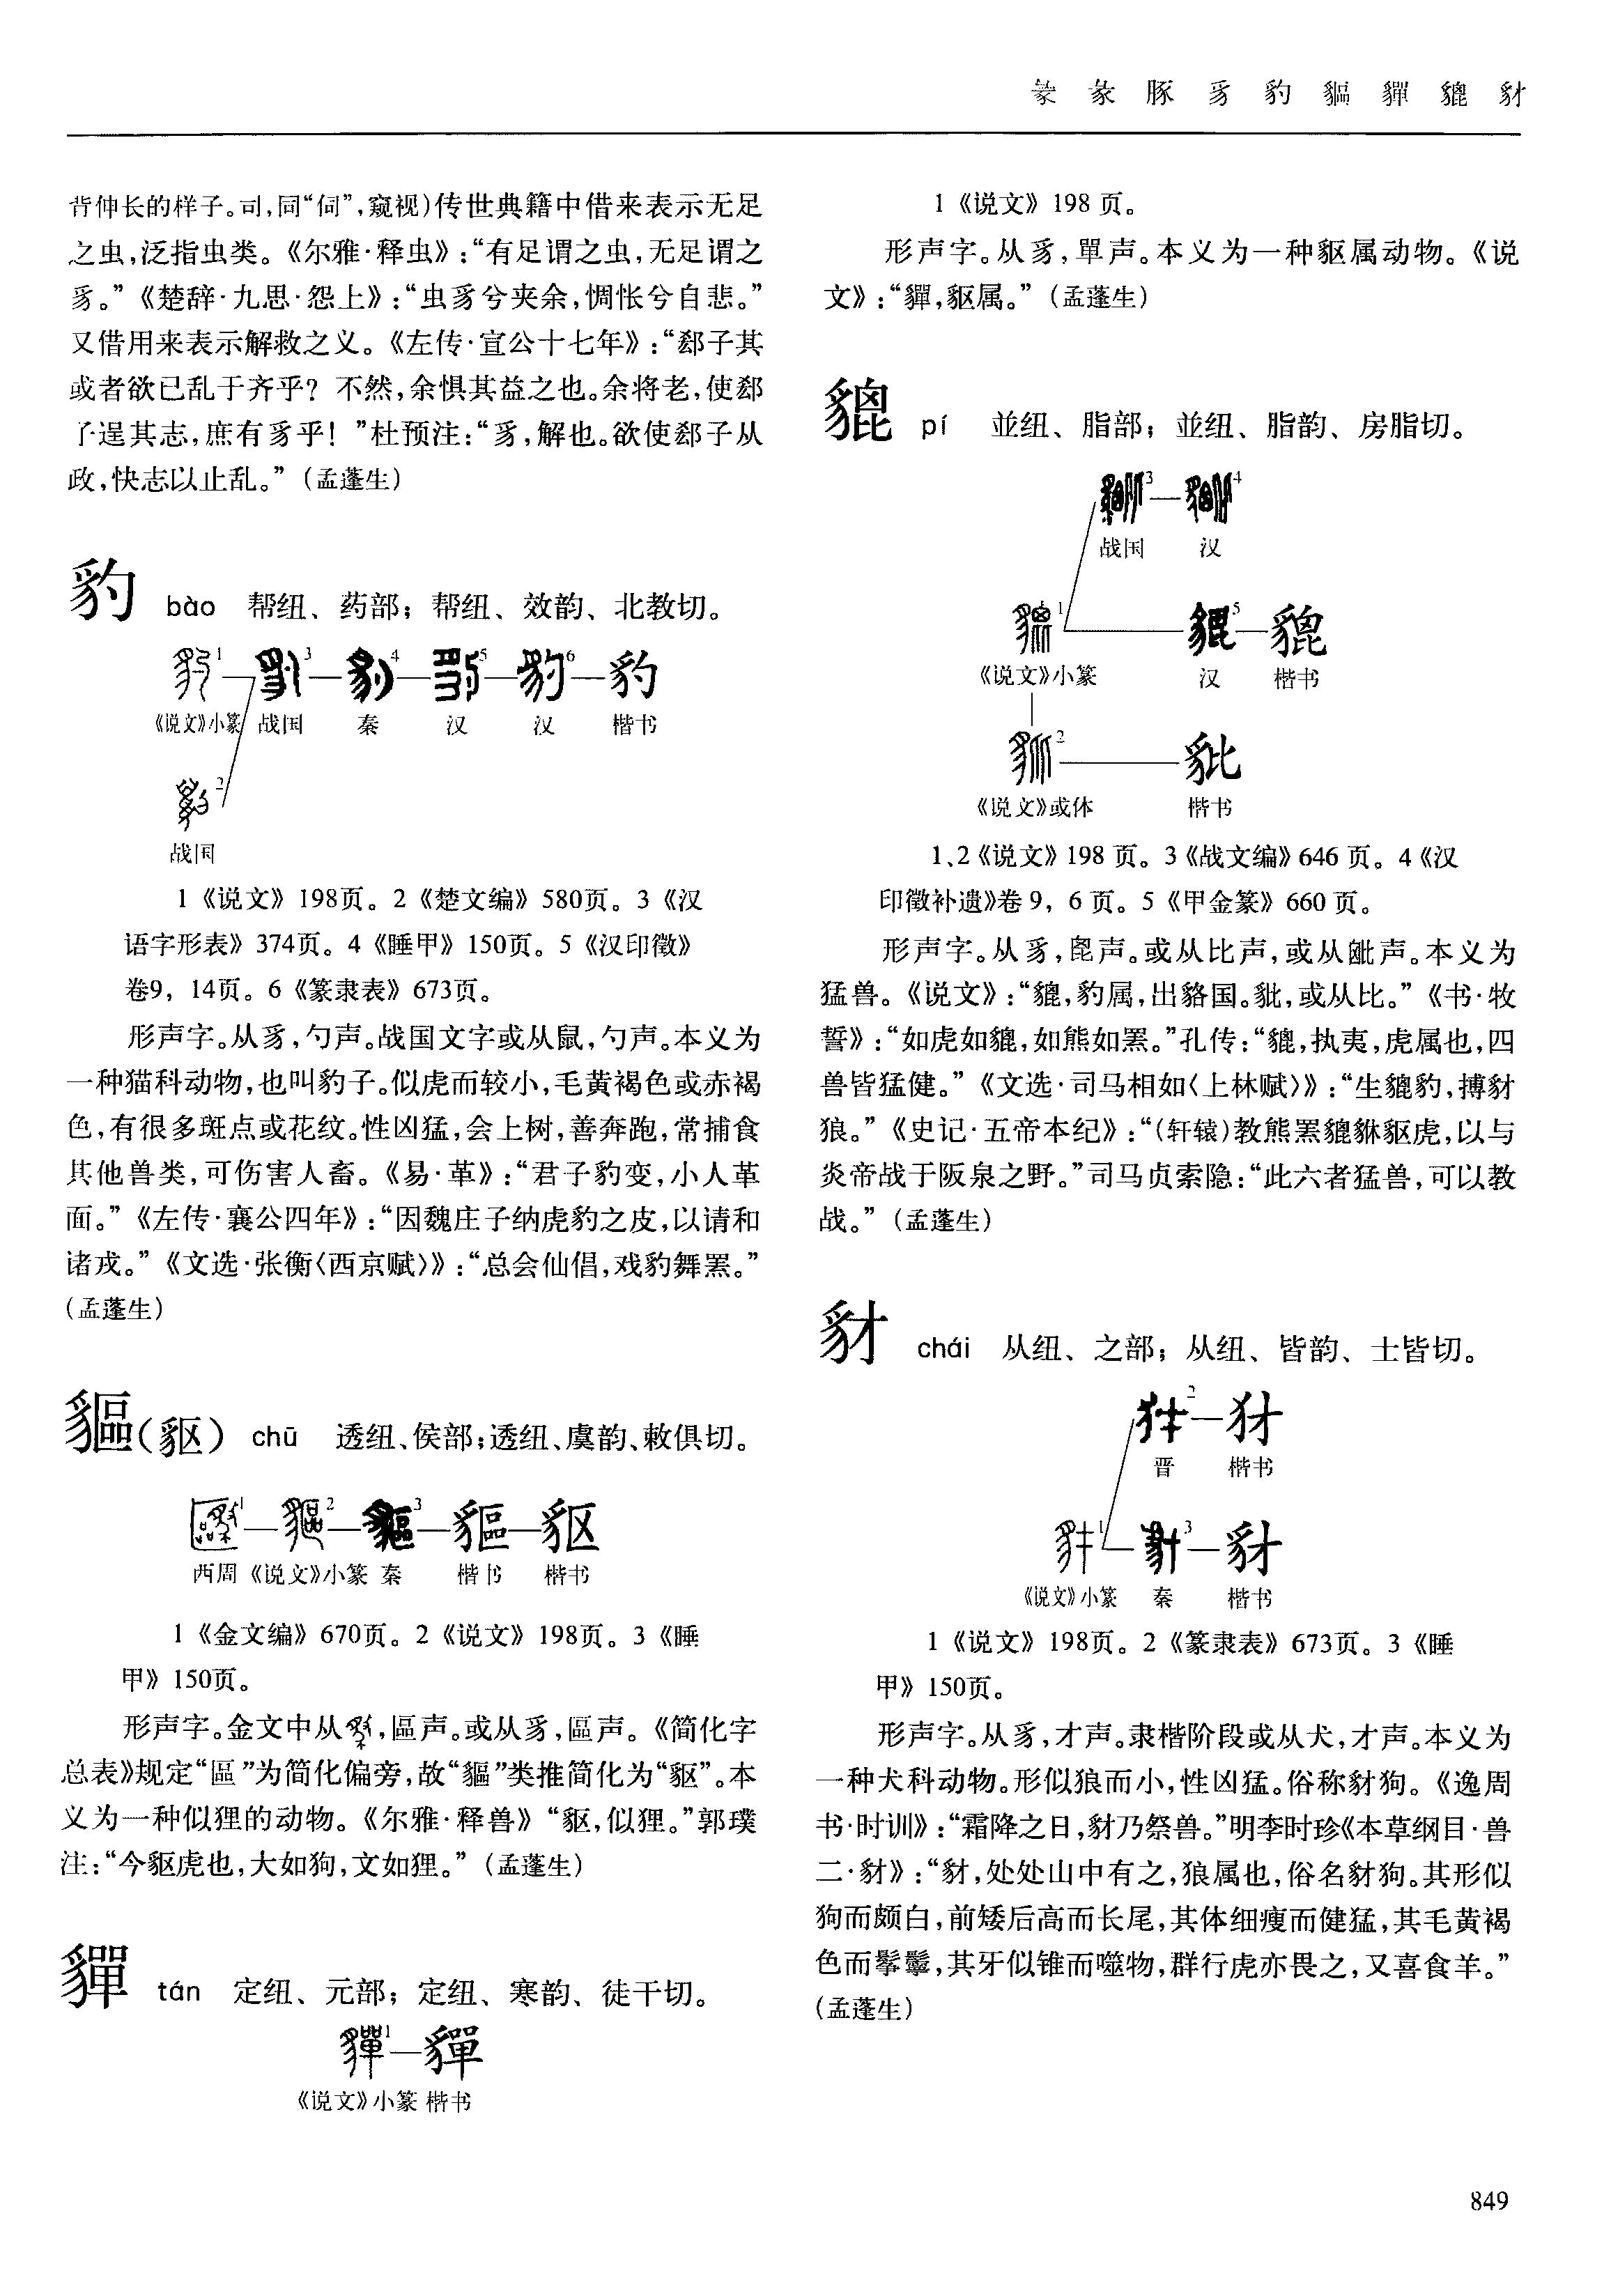 彖 豚 豸 豹 貙 貚 貔 豺
背伸长的样子。司,同“伺”,窥视)传世典籍中借来表示无足
之虫,泛指虫类。《尔雅·释虫》:“有足谓之虫,无足谓之
豸。”《楚辞·九思·怨上》:“虫豸兮夹余,惆怅兮自悲。”
又借用来表示解救之义。《左传·宣公十七年》:“郤子其
或者欲已乱于齐乎?不然,余惧其益之也。余将老,使郤
子逞其志,庶有豸乎!”杜预注:“豸,解也。欲使郤子从
政,快志以止乱。”(孟蓬生)
豹 bào 帮纽、药部;帮纽、效韵、北教切。
1 3 4 5 6 豹
《说文》小篆 战国 秦 汉 汉 楷书
2
战国
1《说文》198页。2《楚文编》580页。3《汉
语字形表》374页。4《睡甲》150页。5《汉印徵》
卷9,14页。6《篆隶表》673页。
形声字。从豸,勺声。战国文字或从鼠,勺声。本义为
一种猫科动物,也叫豹子。似虎而较小,毛黄褐色或赤褐
色,有很多斑点或花纹。性凶猛,会上树,善奔跑,常捕食
其他兽类,可伤害人畜。《易·革》:“君子豹变,小人革
面。”《左传·襄公四年》:“因魏庄子纳虎豹之皮,以请和
诸戎。”《文选·张衡〈西京赋〉》:“总会仙倡,戏豹舞罴。”
(孟蓬生)
貙(䝙) chū 透纽、侯部;透纽、虞韵、敕俱切。
1 2 3 貙 䝙
西周 《说文》小篆 秦 楷书 楷书
1《金文编》670页。2《说文》198页。3《睡
甲》150页。
形声字。金文中从,區声。或从豸,區声。《简化字
总表》规定“區”为简化偏旁,故“貙”类推简化为“䝙”。本
义为一种似狸的动物。《尔雅·释兽》“䝙,似狸。”郭璞
注:“今䝙虎也,大如狗,文如狸。”(孟蓬生)
貚 tán 定纽、元部;定纽、寒韵、徒干切。
1 貚
《说文》小篆 楷书
1《说文》198页。
形声字。从豸,單声。本义为一种䝙属动物。《说
文》:“貚,䝙属。”(孟蓬生)
貔 pí 並纽、脂部;並纽、脂韵、房脂切。
3 4
战国 汉
1 5 貔
《说文》小篆 汉 楷书
2 豼
《说文》或体 楷书
1、2《说文》198页。3《战文编》646页。4《汉
印徵补遗》卷9,6页。5《甲金篆》660页。
形声字。从豸,毘声。或从比声,或从㲋声。本义为
猛兽。《说文》:“貔,豹属,出貉国。豼,或从比。”《书·牧
誓》:“如虎如貔,如熊如罴。”孔传:“貔,执夷,虎属也,四
兽皆猛健。”《文选·司马相如〈上林赋〉》:“生貔豹,搏豺
狼。”《史记·五帝本纪》:“(轩辕)教熊罴貔貅䝙虎,以与
炎帝战于阪泉之野。”司马贞索隐:“此六者猛兽,可以教
战。”(孟蓬生)
豺 chái 从纽、之部;从纽、皆韵、士皆切。
2 犲
晋 楷书
1 3 豺
《说文》小篆 秦 楷书
1《说文》198页。2《篆隶表》673页。3《睡
甲》150页。
形声字。从豸,才声。隶楷阶段或从犬,才声。本义为
一种犬科动物。形似狼而小,性凶猛。俗称豺狗。《逸周
书·时训》:“霜降之日,豺乃祭兽。”明李时珍《本草纲目·兽
二·豺》:“豺,处处山中有之,狼属也,俗名豺狗。其形似
狗而颇白,前矮后高而长尾,其体细瘦而健猛,其毛黄褐
色而鬇鬡,其牙似锥而噬物,群行虎亦畏之,又喜食羊。”
(孟蓬生)
849